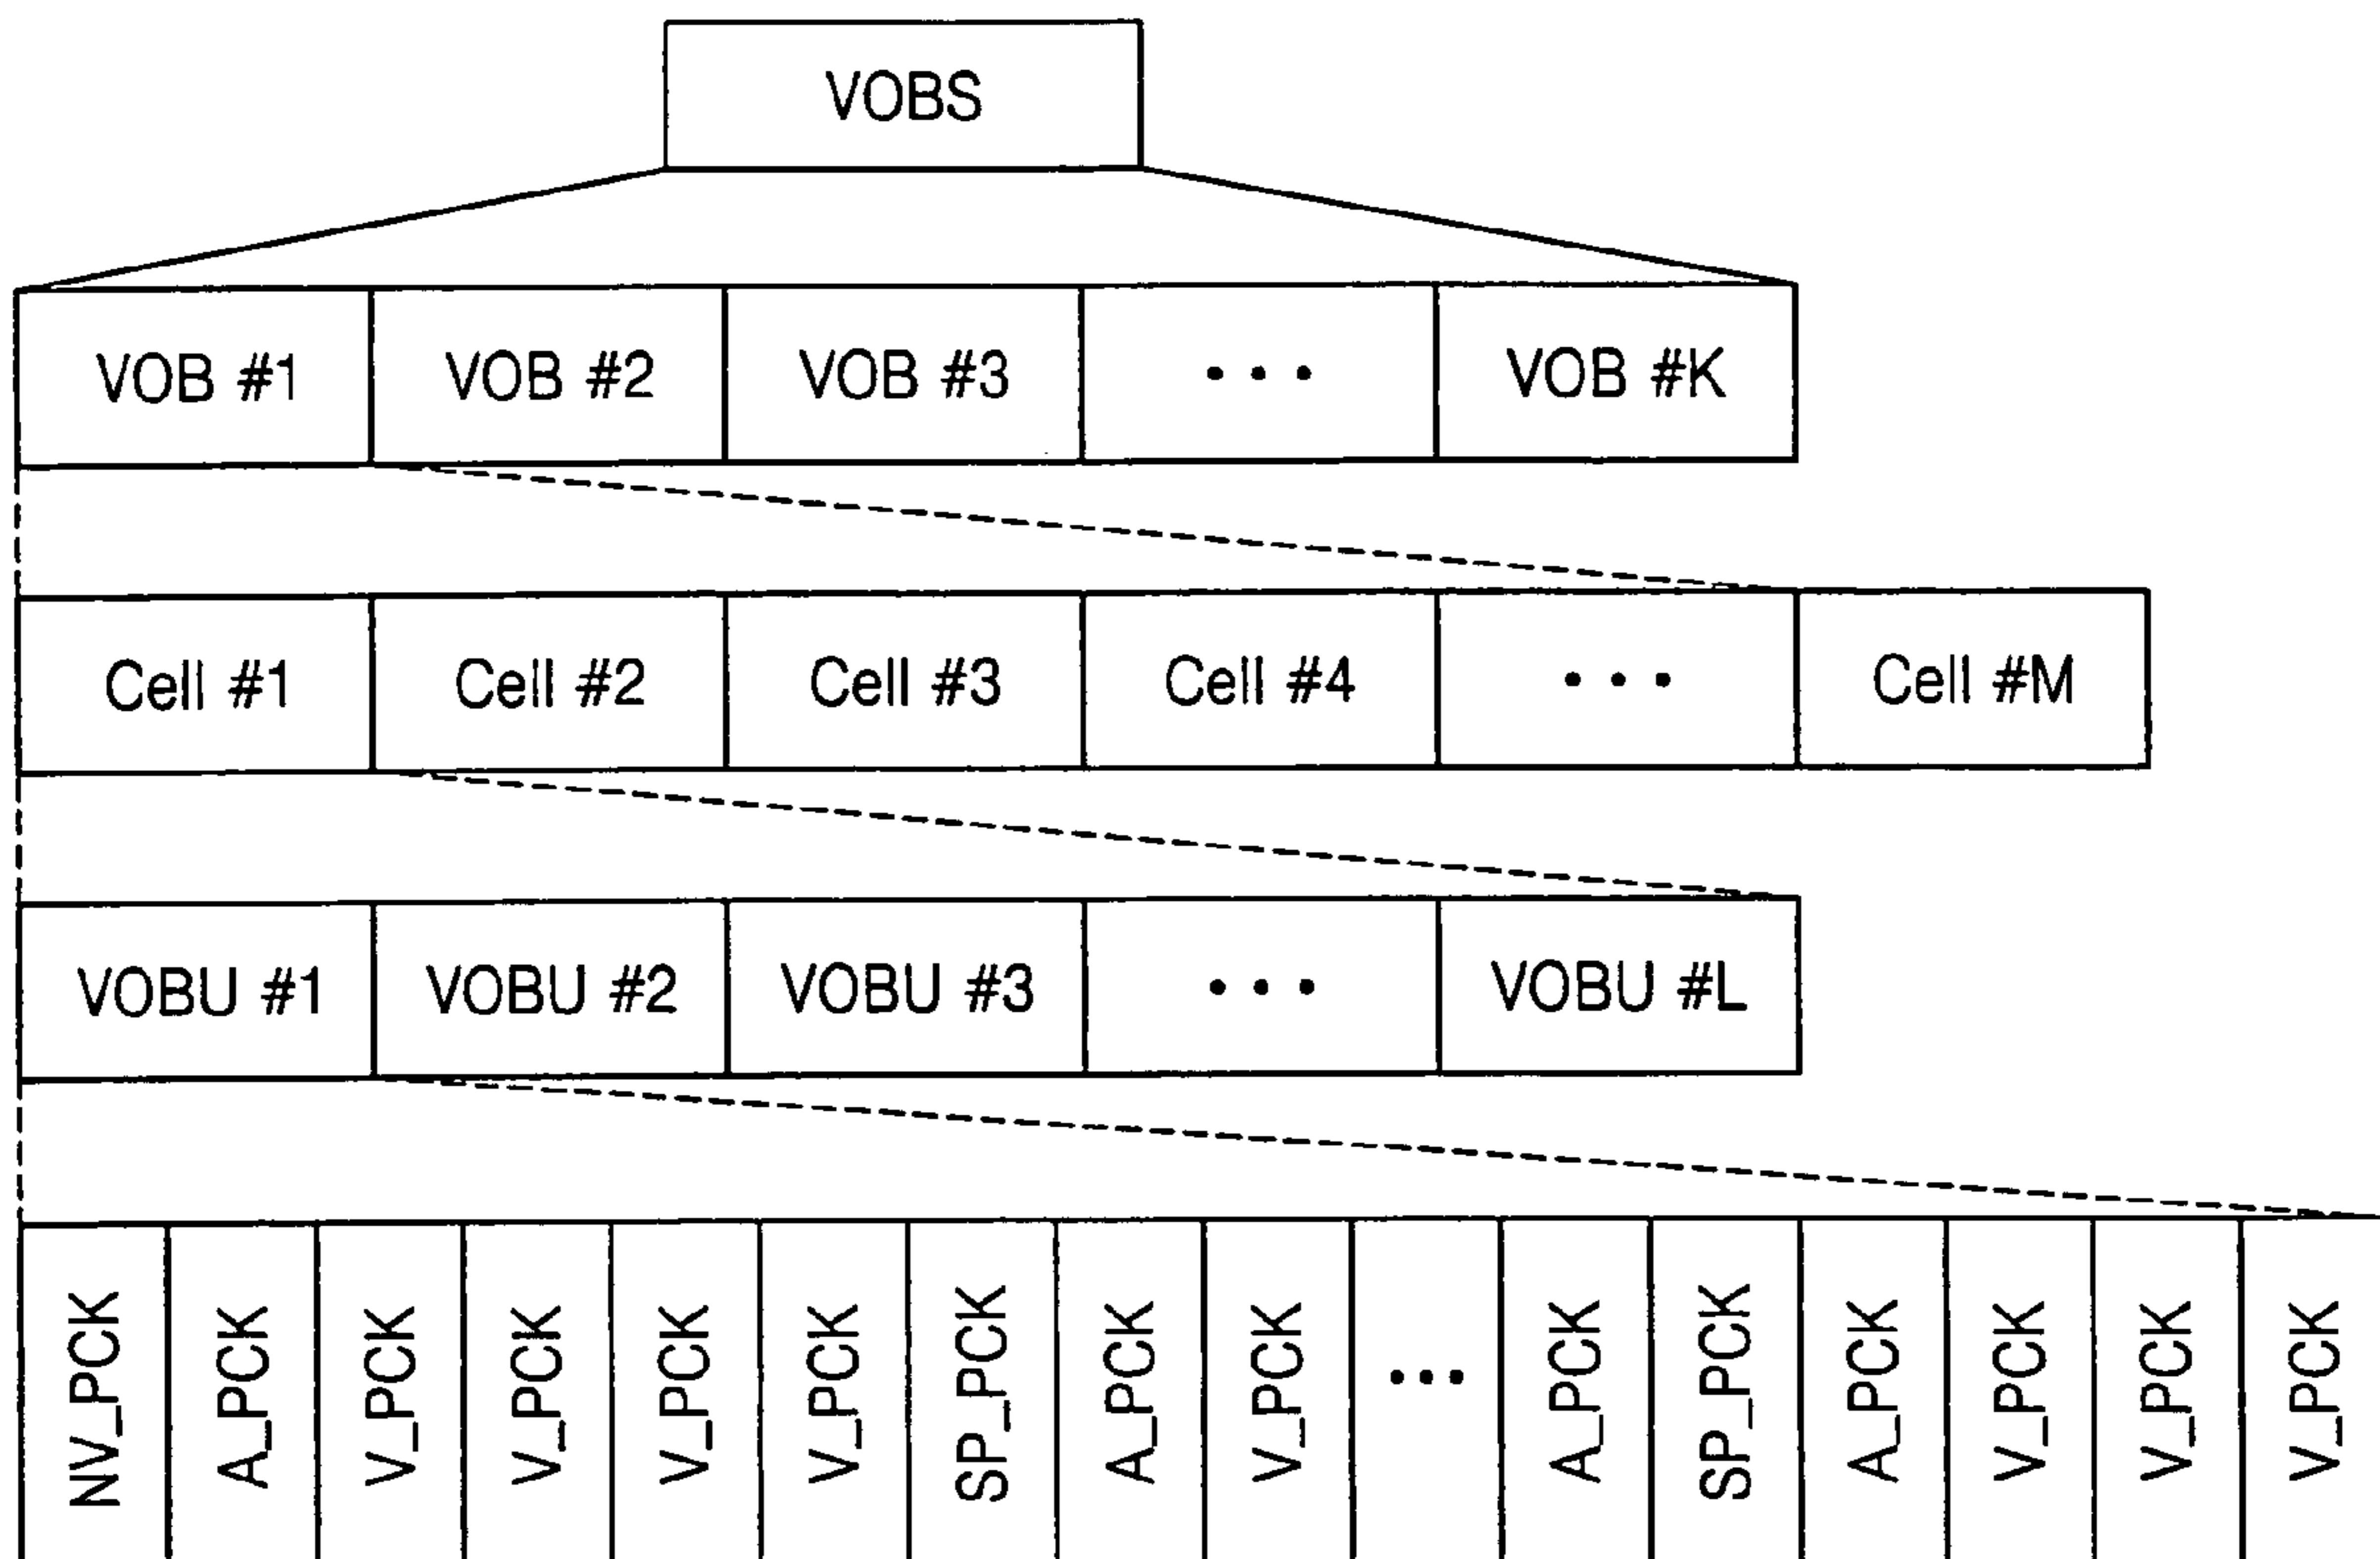 VOBS
VOB #1 VOB #2 VOB #3 ... VOB #K
Cell #1 Cell #2 Cell #3 Cell #4 ... Cell #M
VOBU #1 VOBU #2 VOBU #3 ... VOBU #L
NV_PCK A_PCK V_PCK V_PCK V_PCK V_PCK SP_PCK A_PCK V_PCK ... A_PCK SP_PCK A_PCK V_PCK V_PCK V_PCK